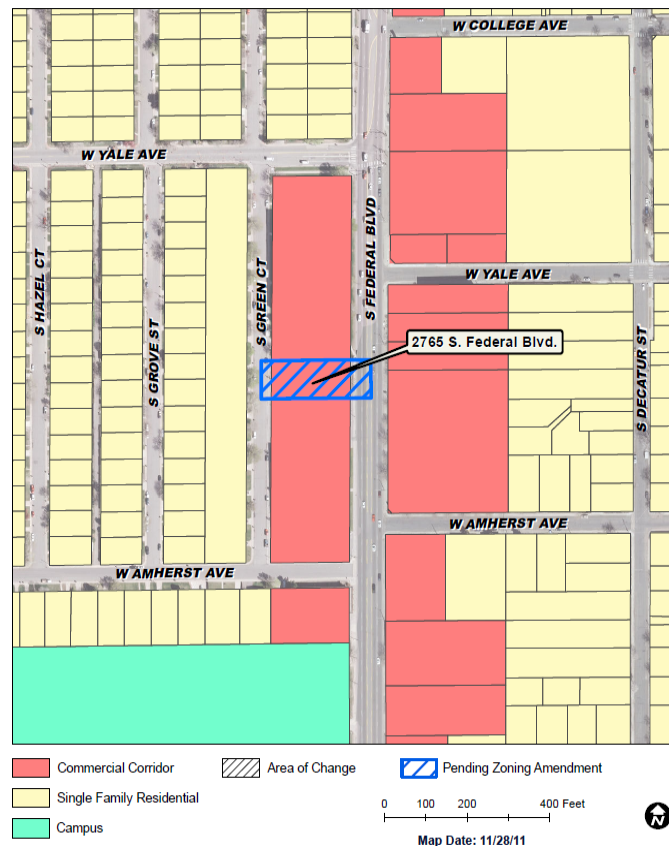 W COLLEGE AVE
W YALE AVE
S HAZEL CT
S GROVE ST
S GREEN CT
S FEDERAL BLVD
W YALE AVE
2765 S. Federal Blvd.
S DECATUR ST
W AMHERST AVE
W AMHERST AVE
Commercial Corridor
Area of Change
Pending Zoning Amendment
Single Family Residential
Campus
0 100 200 400 Feet
N
Map Date: 11/28/11